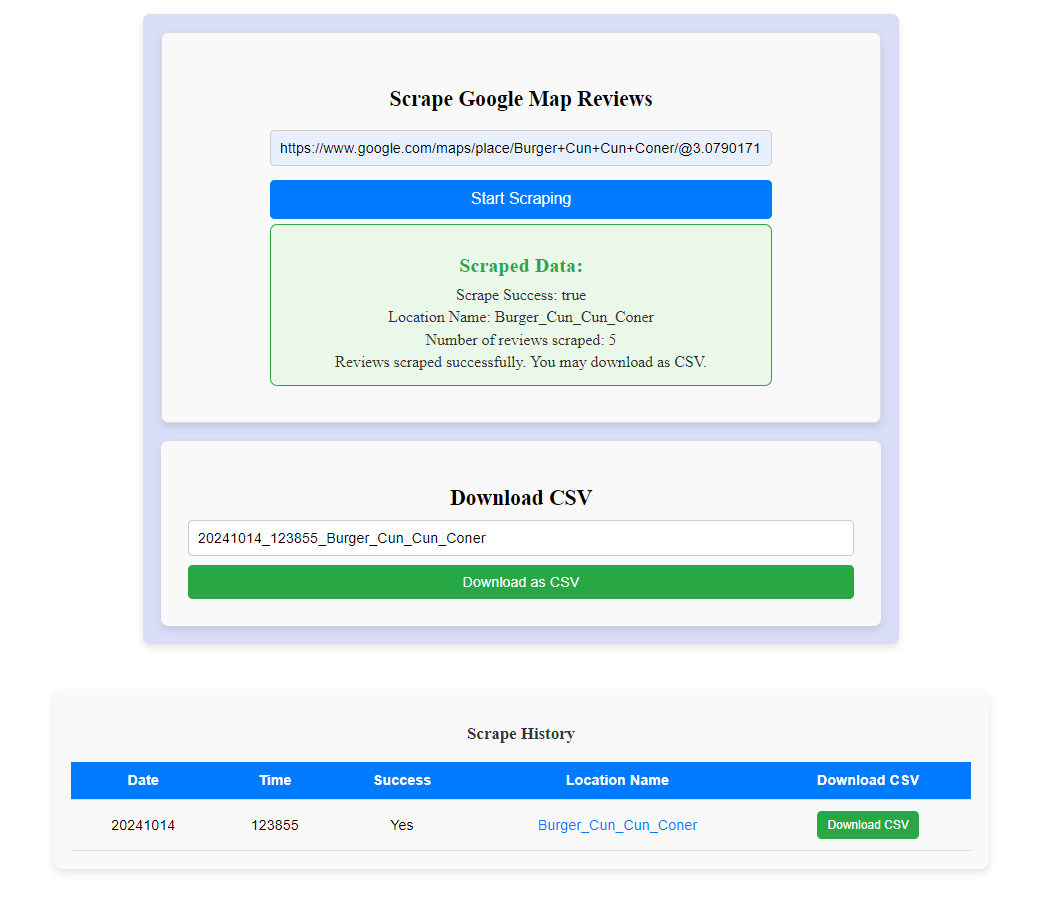 Scrape Google Map Reviews
https://www.google.com/maps/place/Burger+Cun+Cun+Coner/@3.0790171
Start Scraping
Scraped Data:
Scrape Success: true
Location Name: Burger_Cun_Cun_Coner
Number of reviews scraped: 5
Reviews scraped successfully. You may download as CSV.
Download CSV
20241014_123855_Burger_Cun_Cun_Coner
Download as CSV
Scrape History
Date Time Success Location Name Download CSV
20241014 123855 Yes Burger_Cun_Cun_Coner Download CSV